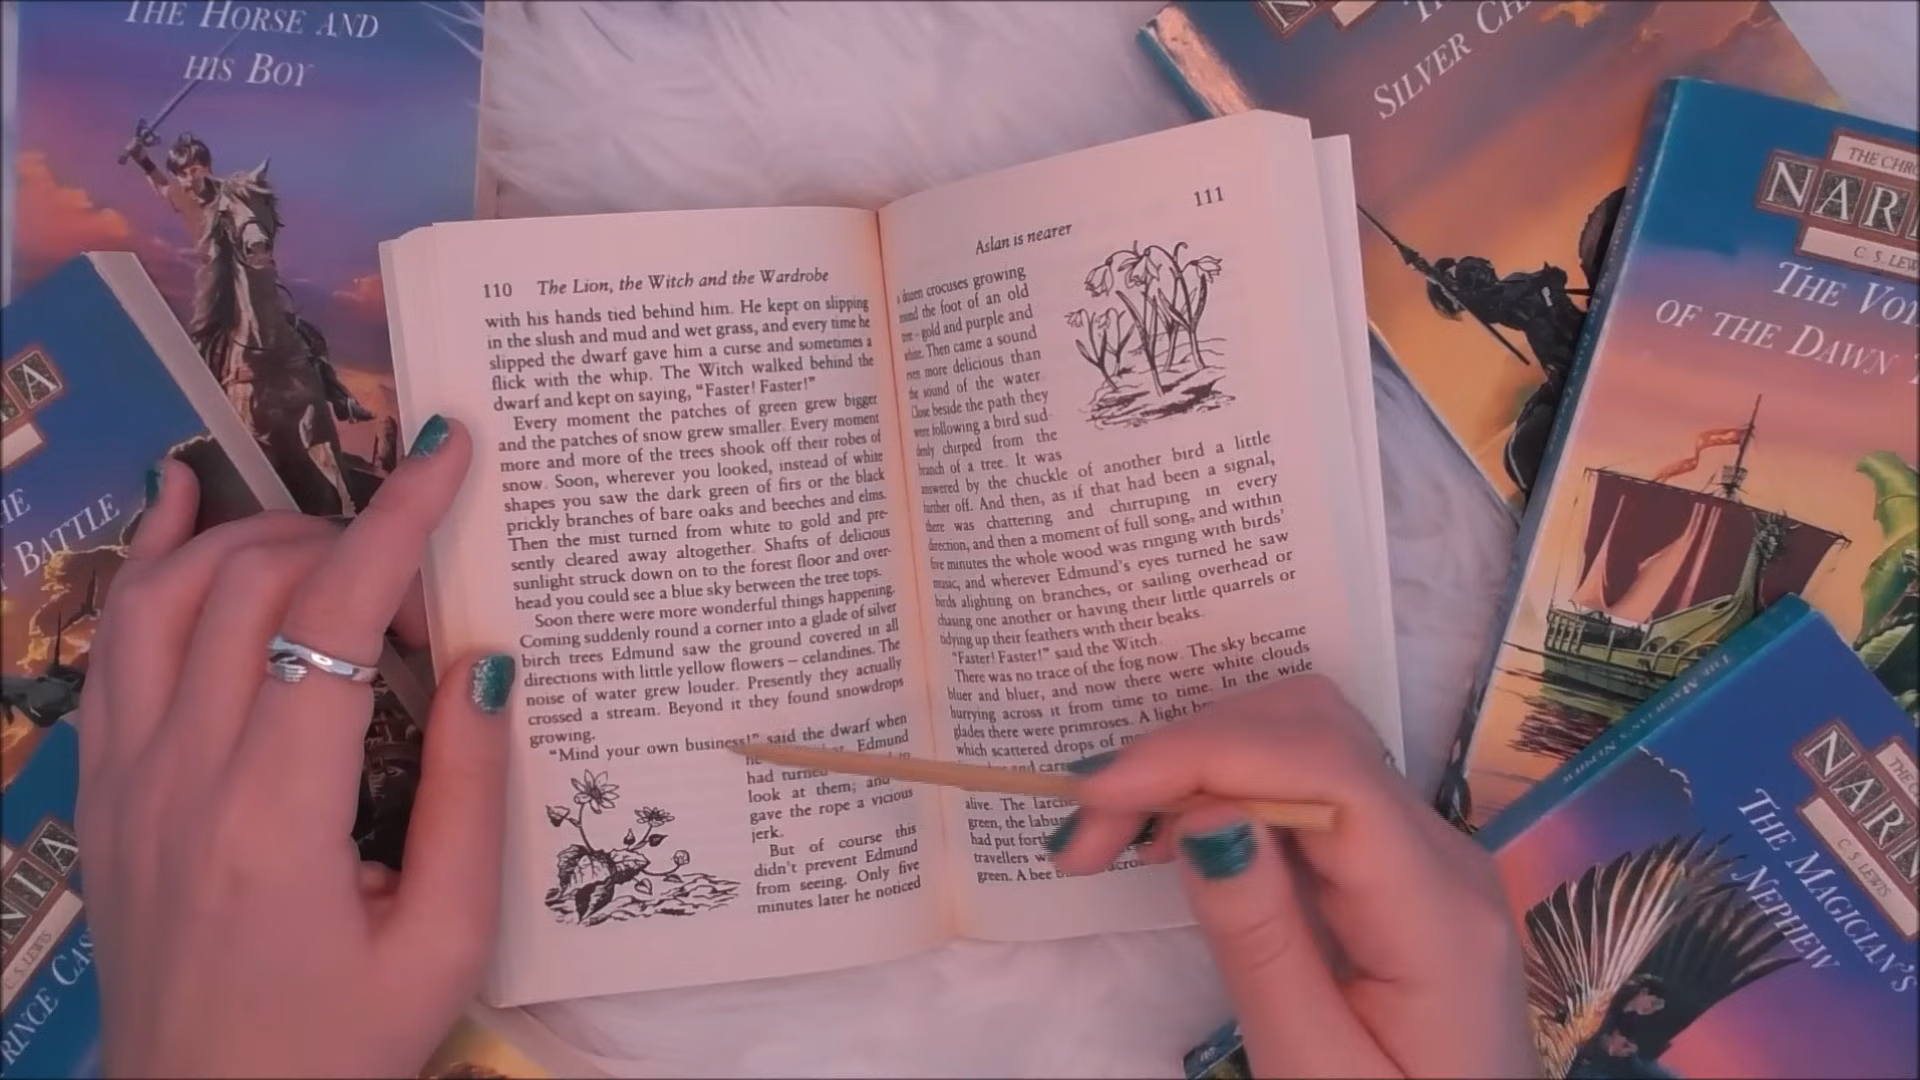 THE HORSE AND
HIS BOY
SILVER
THE CHRO
NAR
C. S. LEW
THE VO
OF THE DAWN
A
HE
BATTLE
NIA
C. S. LEWIS
RINCE CAS
THE MAGICIAN'S NEPHEW
THE
NAR
C. S. LEWIS
THE MAGICIAN'S
NEPHEW
110 The Lion, the Witch and the Wardrobe
with his hands tied behind him. He kept on slipping
in the slush and mud and wet grass, and every time he
slipped the dwarf gave him a curse and sometimes a
flick with the whip. The Witch walked behind the
dwarf and kept on saying, “Faster! Faster!”
Every moment the patches of green grew bigger
and the patches of snow grew smaller. Every moment
more and more of the trees shook off their robes of
snow. Soon, wherever you looked, instead of white
shapes you saw the dark green of firs or the black
prickly branches of bare oaks and beeches and elms.
Then the mist turned from white to gold and pre-
sently cleared away altogether. Shafts of delicious
sunlight struck down on to the forest floor and over-
head you could see a blue sky between the tree tops.
Soon there were more wonderful things happening.
Coming suddenly round a corner into a glade of silver
birch trees Edmund saw the ground covered in all
directions with little yellow flowers – celandines. The
noise of water grew louder. Presently they actually
crossed a stream. Beyond it they found snowdrops
growing.
“Mind your own business!” said the dwarf when
he Edmund
had turned to
look at them; and
gave the rope a vicious
jerk.
But of course this
didn't prevent Edmund
from seeing. Only five
minutes later he noticed
111
Aslan is nearer
a dozen crocuses growing
round the foot of an old
tree – gold and purple and
white. Then came a sound
even more delicious than
the sound of the water.
Close beside the path they
were following a bird sud-
denly chirped from the
branch of a tree. It was
answered by the chuckle of another bird a little
further off. And then, as if that had been a signal,
there was chattering and chirruping in every
direction, and then a moment of full song, and within
five minutes the whole wood was ringing with birds'
music, and wherever Edmund's eyes turned he saw
birds alighting on branches, or sailing overhead or
chasing one another or having their little quarrels or
tidying up their feathers with their beaks.
“Faster! Faster!” said the Witch.
There was no trace of the fog now. The sky became
bluer and bluer, and now there were white clouds
hurrying across it from time to time. In the wide
glades there were primroses. A light
which scattered drops of
and
alive. The
green, the
had put
travellers
green. A bee